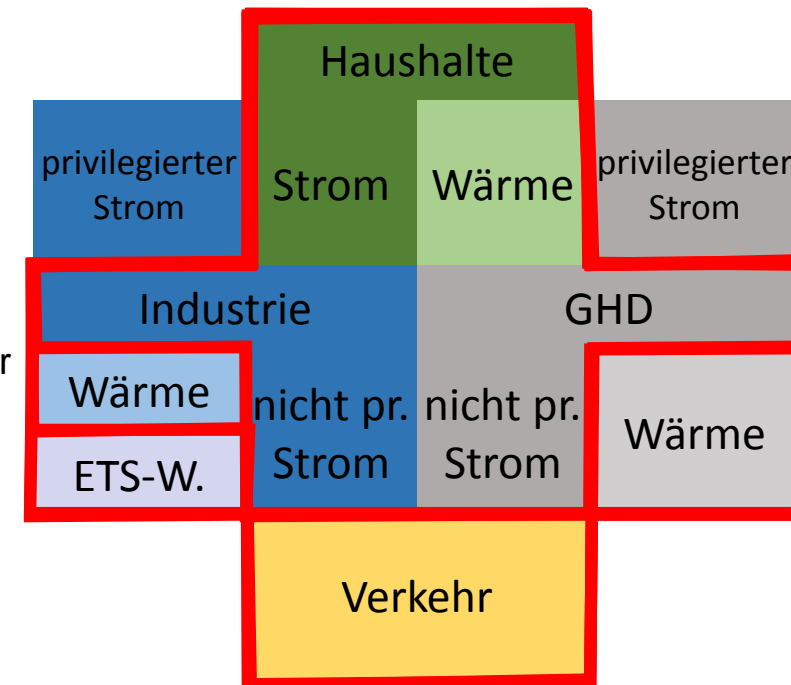 Haushalte
privilegierter
Strom
Strom
Wärme
privilegierter
Strom
Industrie
GHD
r
Wärme
ETS-W.
nicht pr.
Strom
nicht pr.
Strom
Wärme
Verkehr